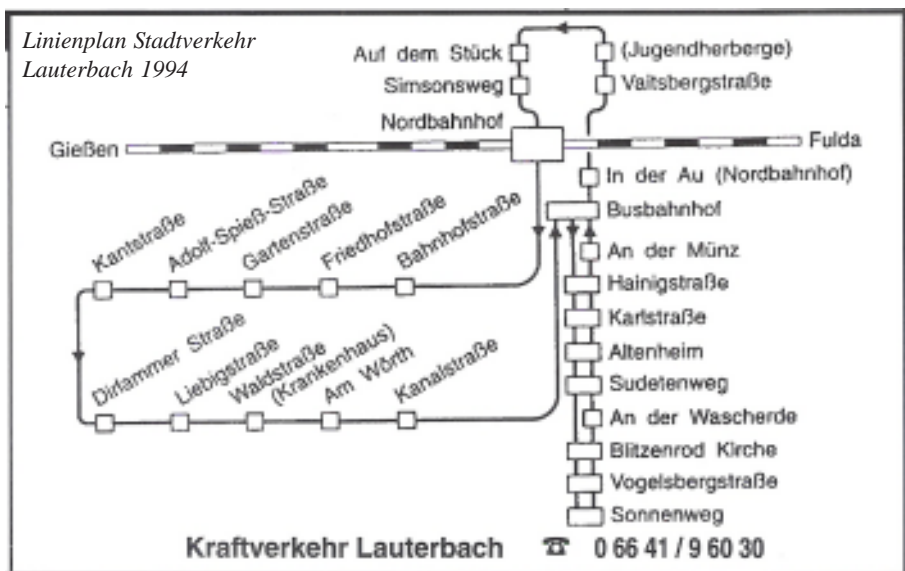 Linienplan Stadtverkehr
Lauterbach 1994
Auf dem Stück
(Jugendherberge)
Simsonsweg
Vaitsbergstraße
Nordbahnhof
Gießen
Fulda
In der Au (Nordbahnhof)
Busbahnhof
Kantstraße
Adolf-Spieß-Straße
Gartenstraße
Friedhofstraße
Bahnhofstraße
An der Münz
Hainigstraße
Karlstraße
Altenheim
Sudetenweg
An der Wascherde
Blitzenrod Kirche
Vogelsbergstraße
Sonnenweg
Dirlammer Straße
Liebigstraße
Waldstraße
(Krankenhaus)
Am Wörth
Kanalstraße
Kraftverkehr Lauterbach ☎ 0 66 41 / 9 60 30